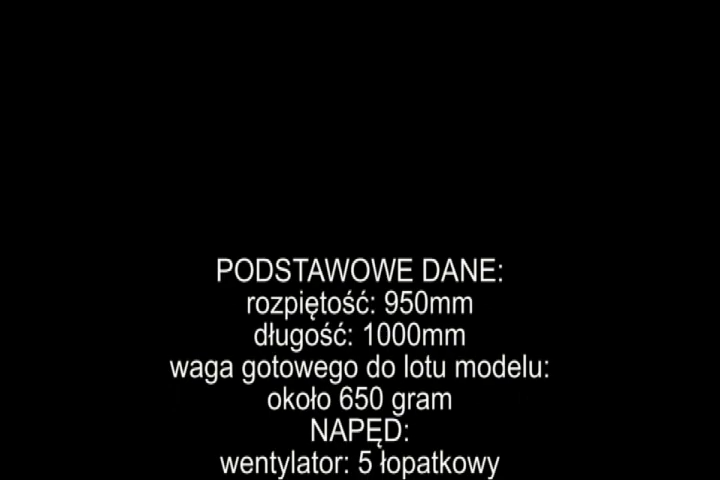 PODSTAWOWE DANE:
rozpiętość: 950mm
długość: 1000mm
waga gotowego do lotu modelu:
około 650 gram
NAPĘD:
wentylator: 5 łopatkowy